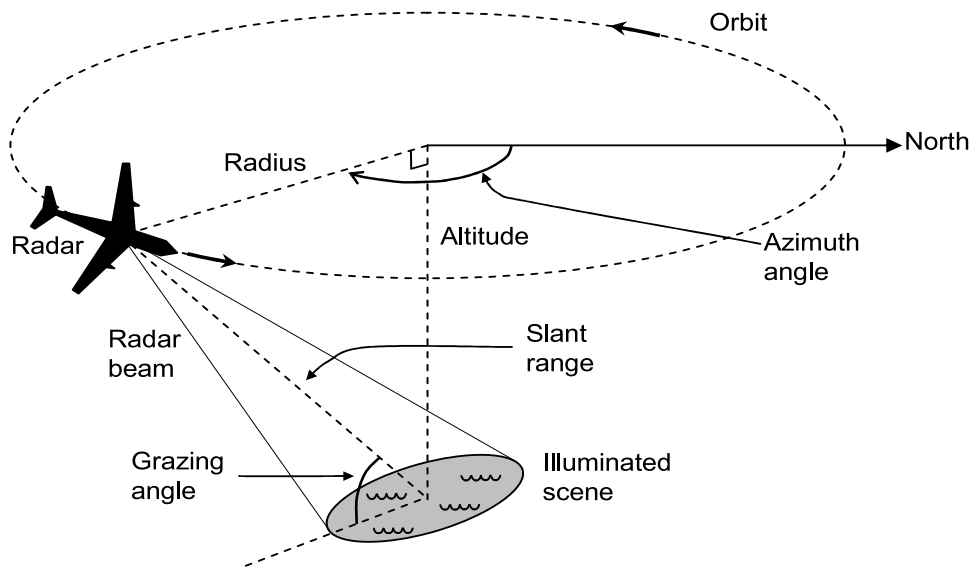 Orbit
North
Radius
Radar
Altitude
Azimuth
angle
Radar
beam
Slant
range
Grazing
angle
Illuminated
scene